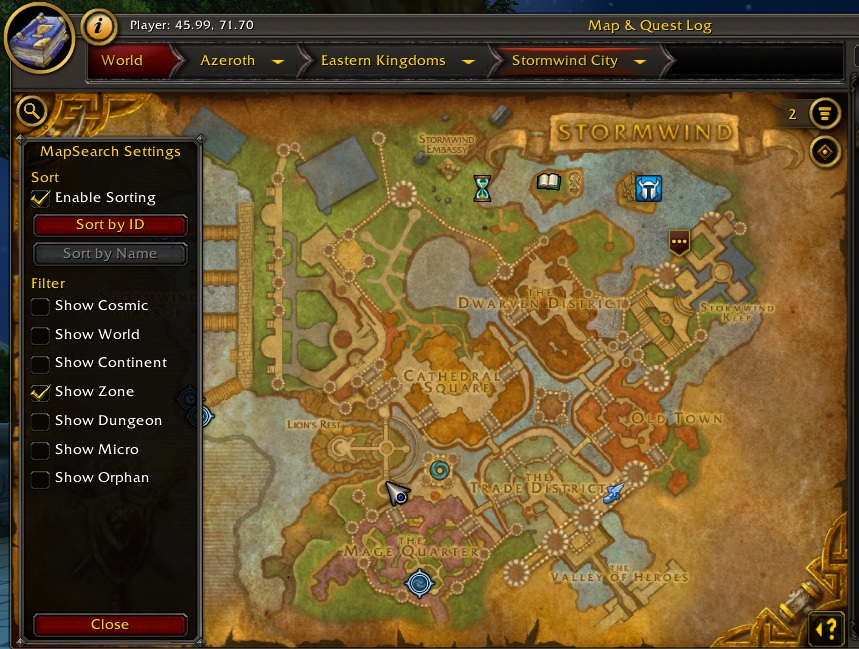 Player: 45.99, 71.70
Map & Quest Log
World
Azeroth
Eastern Kingdoms
Stormwind City
2
MapSearch Settings
Sort
Enable Sorting
Sort by ID
Sort by Name
Filter
Show Cosmic
Show World
Show Continent
Show Zone
Show Dungeon
Show Micro
Show Orphan
Close
STORMWIND
STORMWIND
EMBASSY
THE
DWARVEN DISTRICT
STORMWIND
KEEP
CATHEDRAL
SQUARE
LION'S REST
OLD TOWN
THE
TRADE DISTRICT
THE
MAGE QUARTER
THE
VALLEY OF HEROES
?